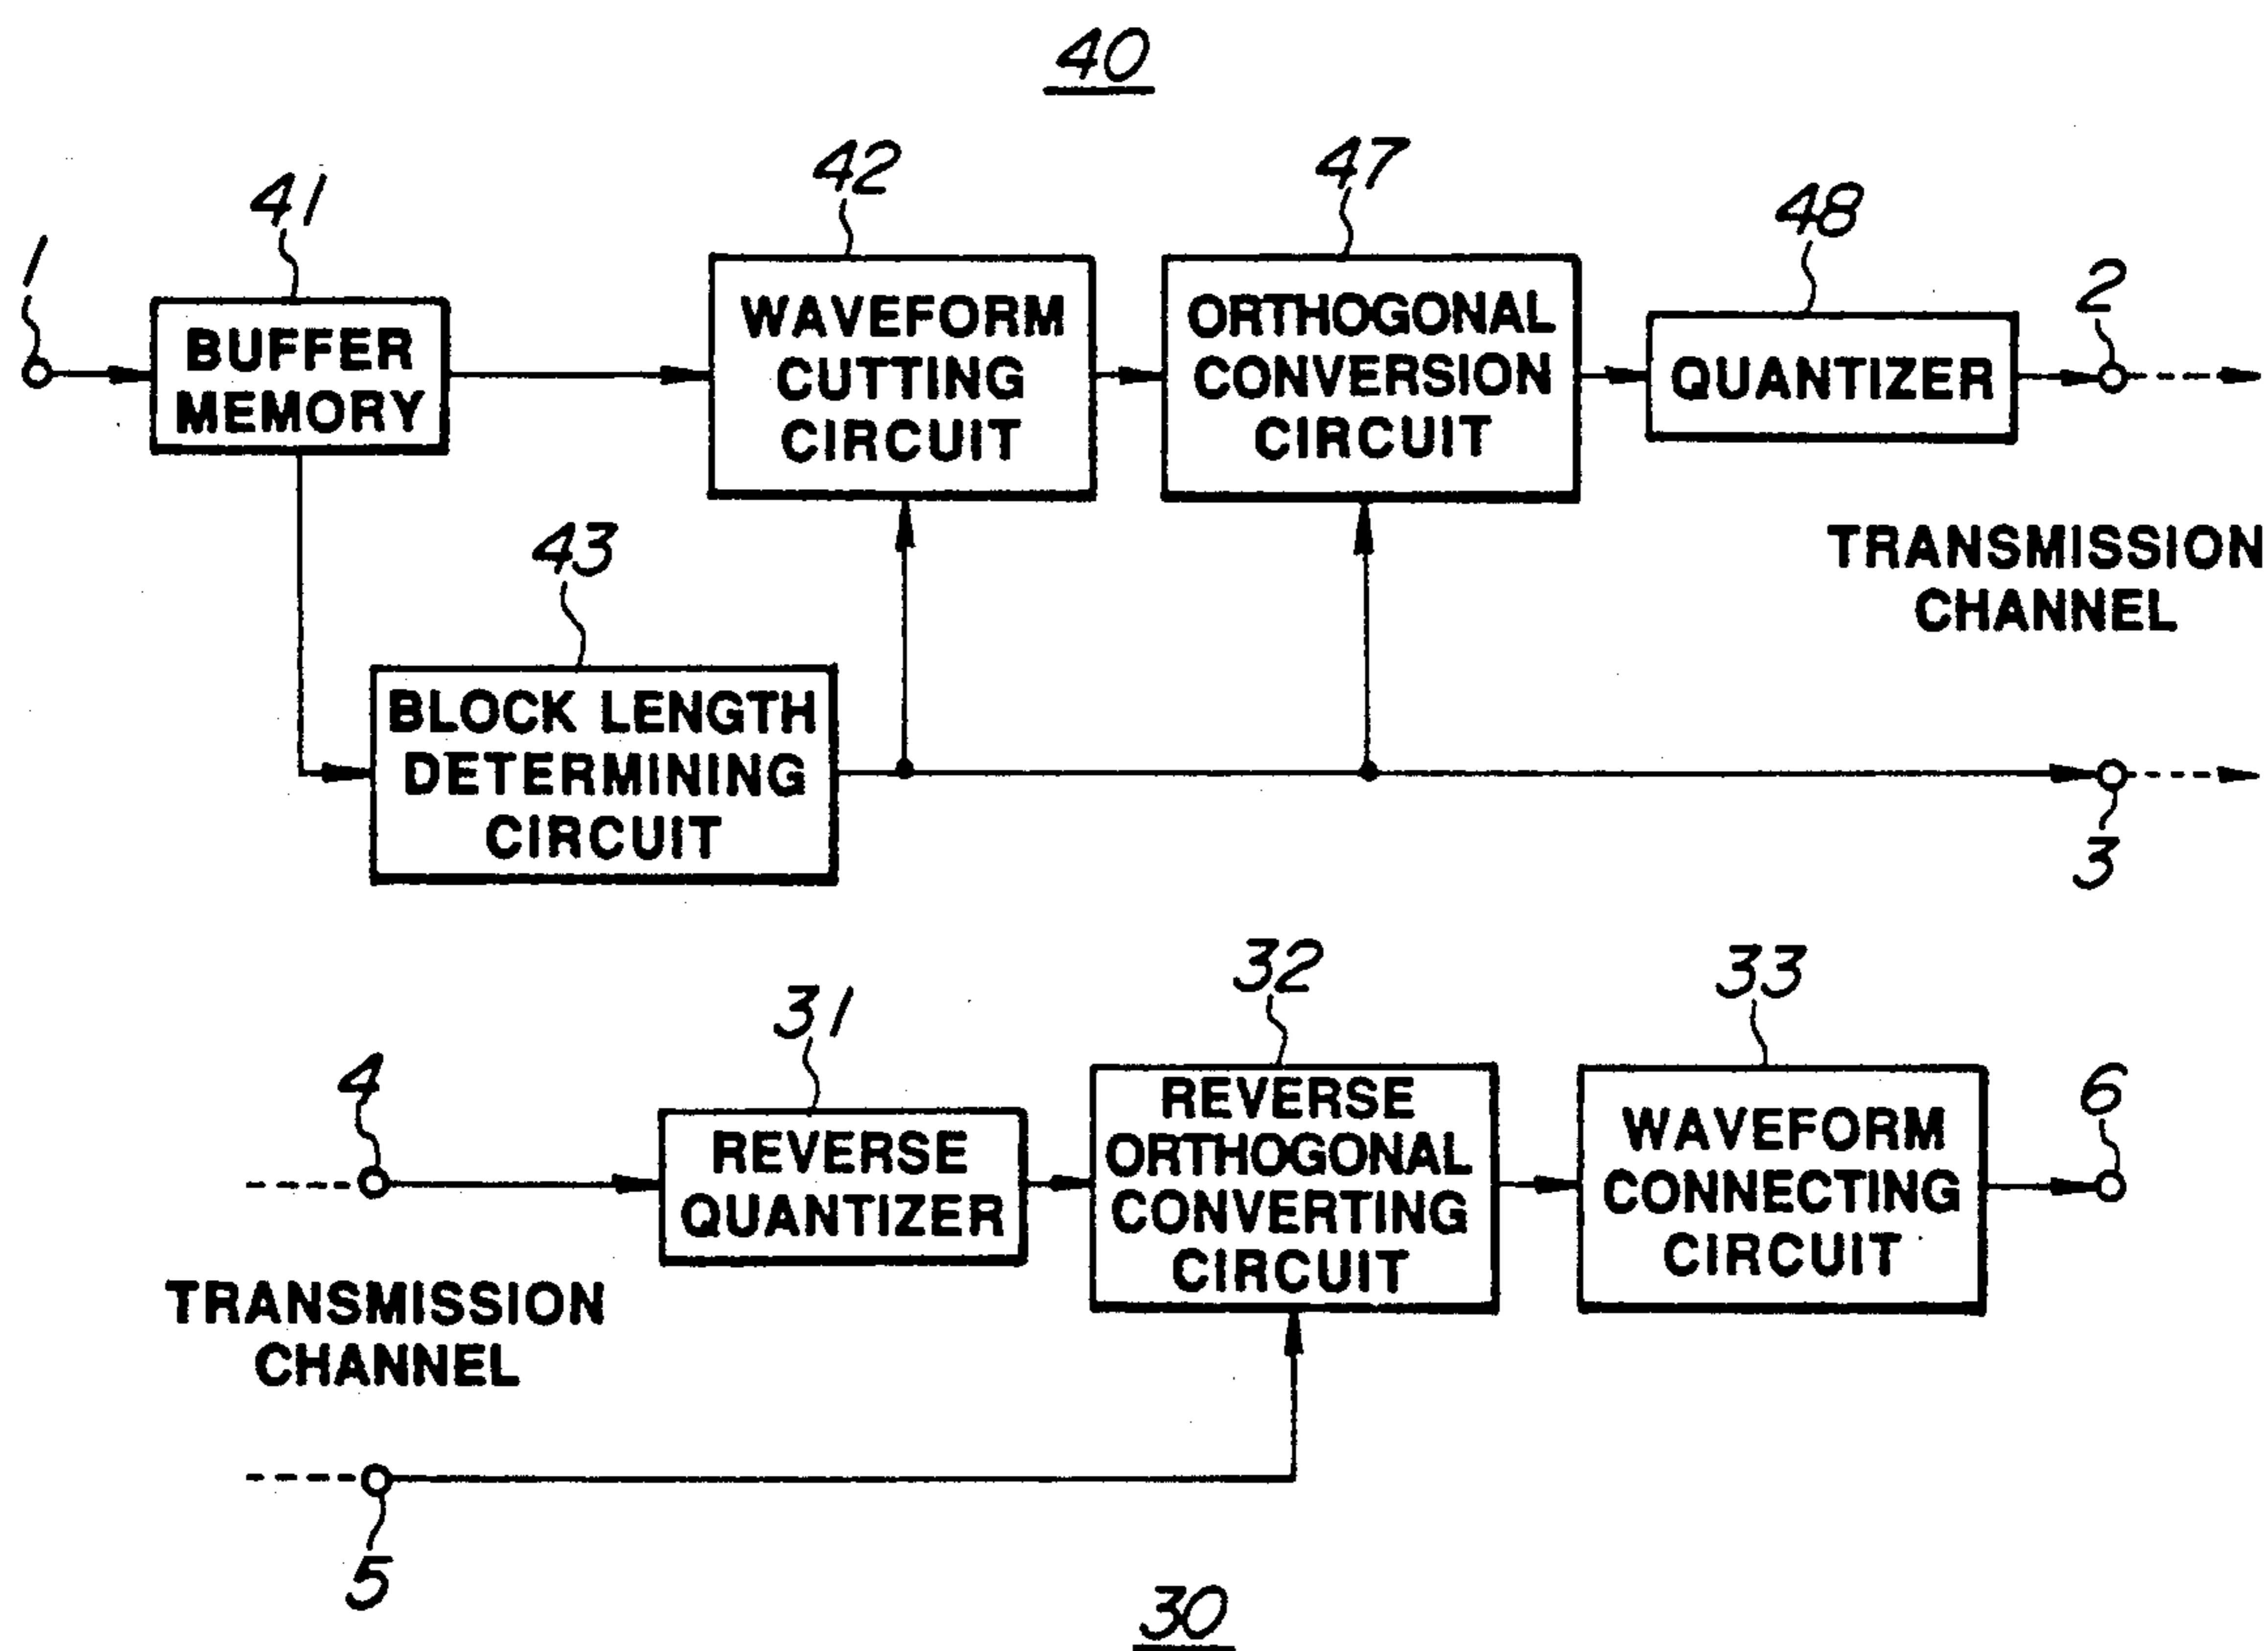 40
41
42
47
48
1
2
BUFFER
MEMORY
WAVEFORM
CUTTING
CIRCUIT
ORTHOGONAL
CONVERSION
CIRCUIT
QUANTIZER
TRANSMISSION
CHANNEL
43
BLOCK LENGTH
DETERMINING
CIRCUIT
3
31
32
33
4
6
REVERSE
QUANTIZER
REVERSE
ORTHOGONAL
CONVERTING
CIRCUIT
WAVEFORM
CONNECTING
CIRCUIT
TRANSMISSION
CHANNEL
5
30